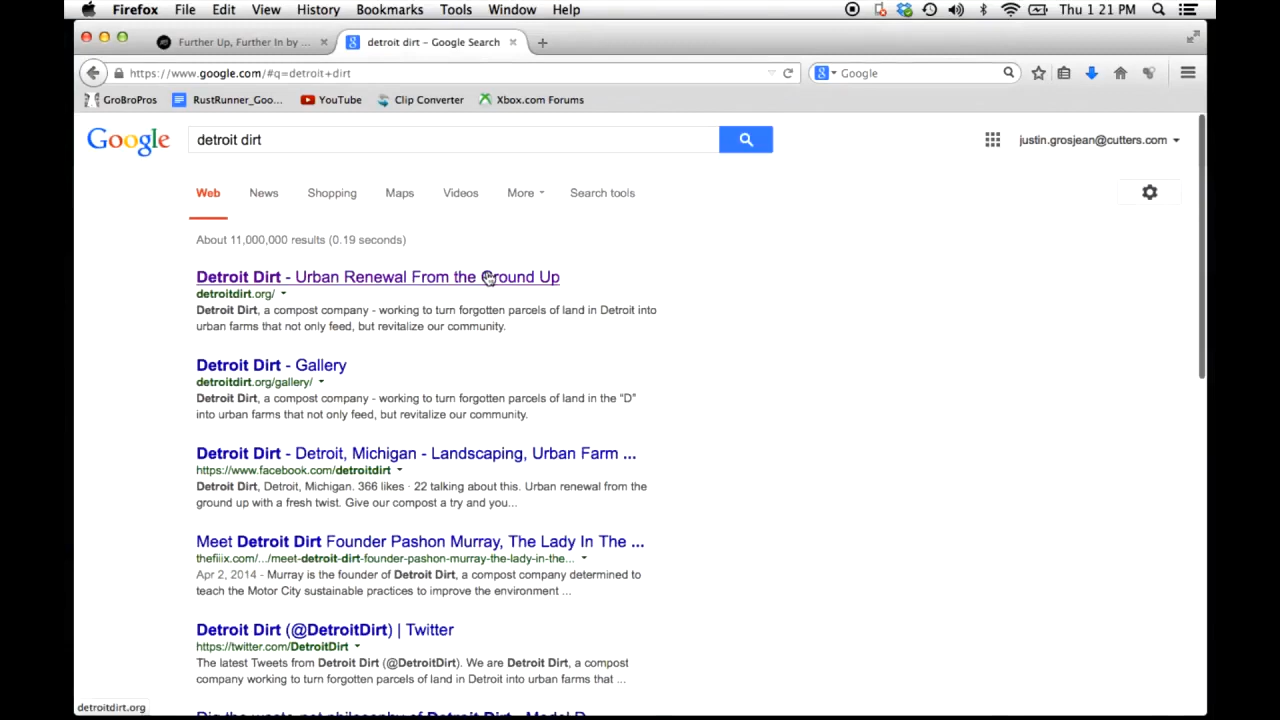 Firefox File Edit View History Bookmarks Tools Window Help Thu 1 21 PM
Further Up, Further In by ... detroit dirt – Google Search
https://www.google.com/#q=detroit+dirt Google
GroBroPros RustRunner_Goo... YouTube Clip Converter Xbox.com Forums
Google detroit dirt justin.grosjean@cutters.com
Web News Shopping Maps Videos More Search tools
About 11,000,000 results (0.19 seconds)
Detroit Dirt - Urban Renewal From the Ground Up
detroitdirt.org/
Detroit Dirt, a compost company - working to turn forgotten parcels of land in Detroit into
urban farms that not only feed, but revitalize our community.
Detroit Dirt - Gallery
detroitdirt.org/gallery/
Detroit Dirt, a compost company - working to turn forgotten parcels of land in the "D"
into urban farms that not only feed, but revitalize our community.
Detroit Dirt - Detroit, Michigan - Landscaping, Urban Farm ...
https://www.facebook.com/detroitdirt
Detroit Dirt, Detroit, Michigan. 366 likes · 22 talking about this. Urban renewal from the
ground up with a fresh twist. Give our compost a try and you...
Meet Detroit Dirt Founder Pashon Murray, The Lady In The ...
thefiiix.com/.../meet-detroit-dirt-founder-pashon-murray-the-lady-in-the...
Apr 2, 2014 - Murray is the founder of Detroit Dirt, a compost company determined to
teach the Motor City sustainable practices to improve the environment ...
Detroit Dirt (@DetroitDirt) | Twitter
https://twitter.com/DetroitDirt
The latest Tweets from Detroit Dirt (@DetroitDirt). We are Detroit Dirt, a compost
company working to turn forgotten parcels of land in Detroit into urban farms that ...
Dig the waste-not philosophy of Detroit Dirt - Model D
detroitdirt.org